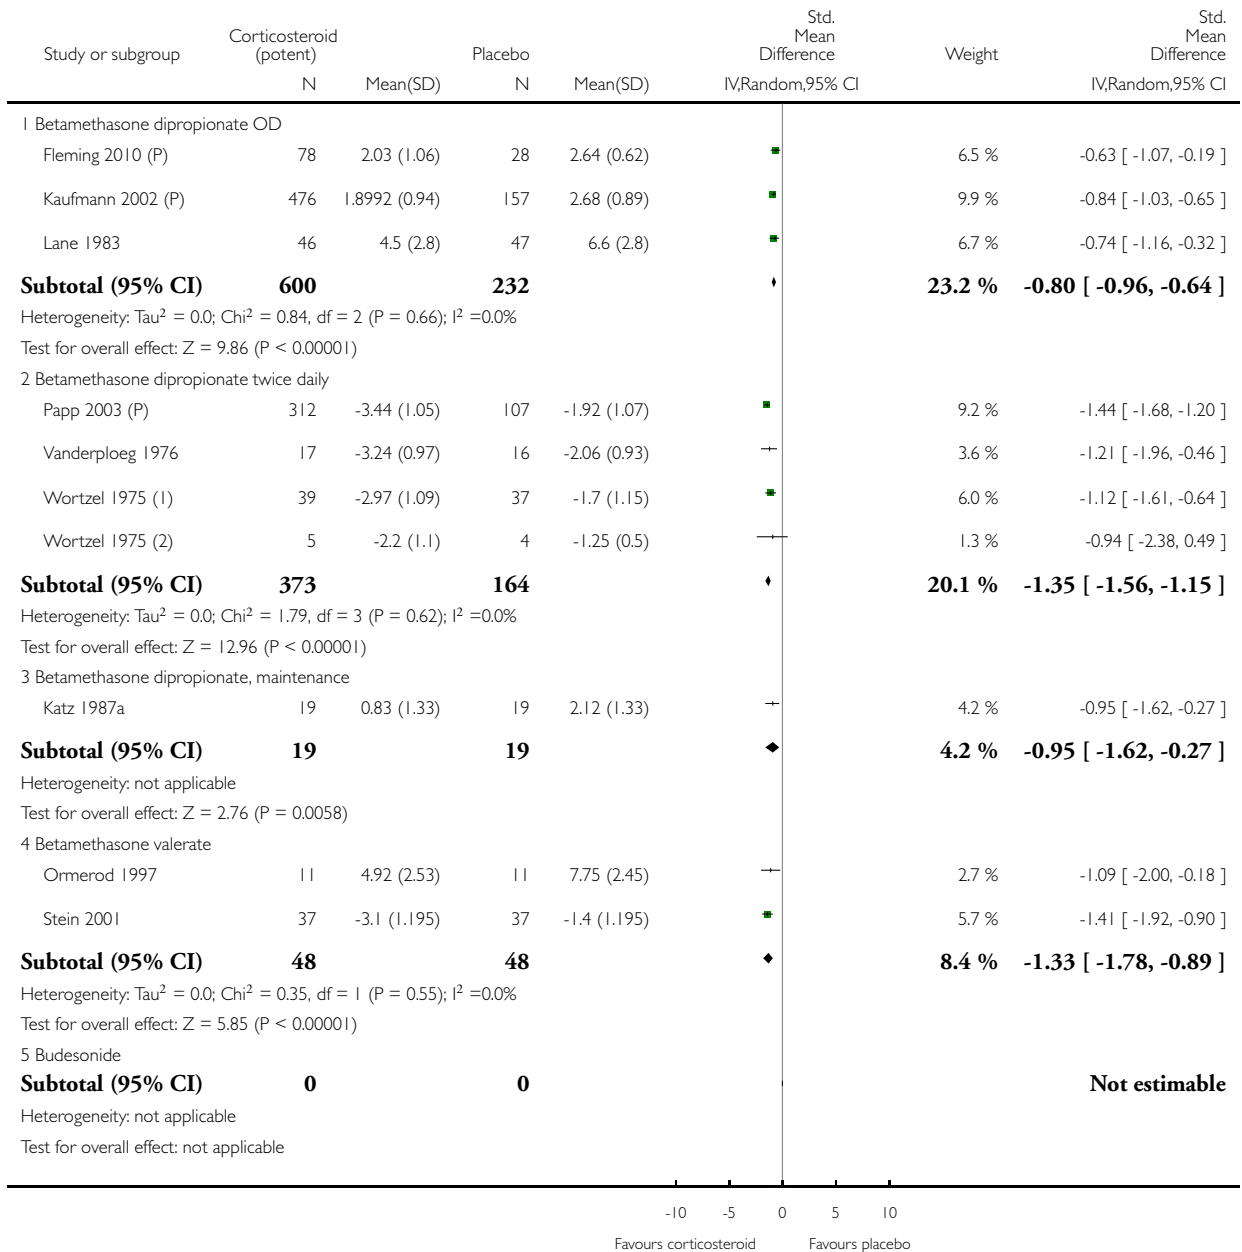 Study or subgroup Corticosteroid (potent) Placebo Std. Mean Difference Weight Std. Mean Difference
N Mean(SD) N Mean(SD) IV,Random,95% CI IV,Random,95% CI
1 Betamethasone dipropionate OD
Fleming 2010 (P) 78 2.03 (1.06) 28 2.64 (0.62) 6.5 % -0.63 [ -1.07, -0.19 ]
Kaufmann 2002 (P) 476 1.8992 (0.94) 157 2.68 (0.89) 9.9 % -0.84 [ -1.03, -0.65 ]
Lane 1983 46 4.5 (2.8) 47 6.6 (2.8) 6.7 % -0.74 [ -1.16, -0.32 ]
Subtotal (95% CI) 600 232 23.2 % -0.80 [ -0.96, -0.64 ]
Heterogeneity: Tau² = 0.0; Chi² = 0.84, df = 2 (P = 0.66); I² =0.0%
Test for overall effect: Z = 9.86 (P < 0.00001)
2 Betamethasone dipropionate twice daily
Papp 2003 (P) 312 -3.44 (1.05) 107 -1.92 (1.07) 9.2 % -1.44 [ -1.68, -1.20 ]
Vanderploeg 1976 17 -3.24 (0.97) 16 -2.06 (0.93) 3.6 % -1.21 [ -1.96, -0.46 ]
Wortzel 1975 (1) 39 -2.97 (1.09) 37 -1.7 (1.15) 6.0 % -1.12 [ -1.61, -0.64 ]
Wortzel 1975 (2) 5 -2.2 (1.1) 4 -1.25 (0.5) 1.3 % -0.94 [ -2.38, 0.49 ]
Subtotal (95% CI) 373 164 20.1 % -1.35 [ -1.56, -1.15 ]
Heterogeneity: Tau² = 0.0; Chi² = 1.79, df = 3 (P = 0.62); I² =0.0%
Test for overall effect: Z = 12.96 (P < 0.00001)
3 Betamethasone dipropionate, maintenance
Katz 1987a 19 0.83 (1.33) 19 2.12 (1.33) 4.2 % -0.95 [ -1.62, -0.27 ]
Subtotal (95% CI) 19 19 4.2 % -0.95 [ -1.62, -0.27 ]
Heterogeneity: not applicable
Test for overall effect: Z = 2.76 (P = 0.0058)
4 Betamethasone valerate
Ormerod 1997 11 4.92 (2.53) 11 7.75 (2.45) 2.7 % -1.09 [ -2.00, -0.18 ]
Stein 2001 37 -3.1 (1.195) 37 -1.4 (1.195) 5.7 % -1.41 [ -1.92, -0.90 ]
Subtotal (95% CI) 48 48 8.4 % -1.33 [ -1.78, -0.89 ]
Heterogeneity: Tau² = 0.0; Chi² = 0.35, df = 1 (P = 0.55); I² =0.0%
Test for overall effect: Z = 5.85 (P < 0.00001)
5 Budesonide
Subtotal (95% CI) 0 0 Not estimable
Heterogeneity: not applicable
Test for overall effect: not applicable
-10 -5 0 5 10
Favours corticosteroid Favours placebo